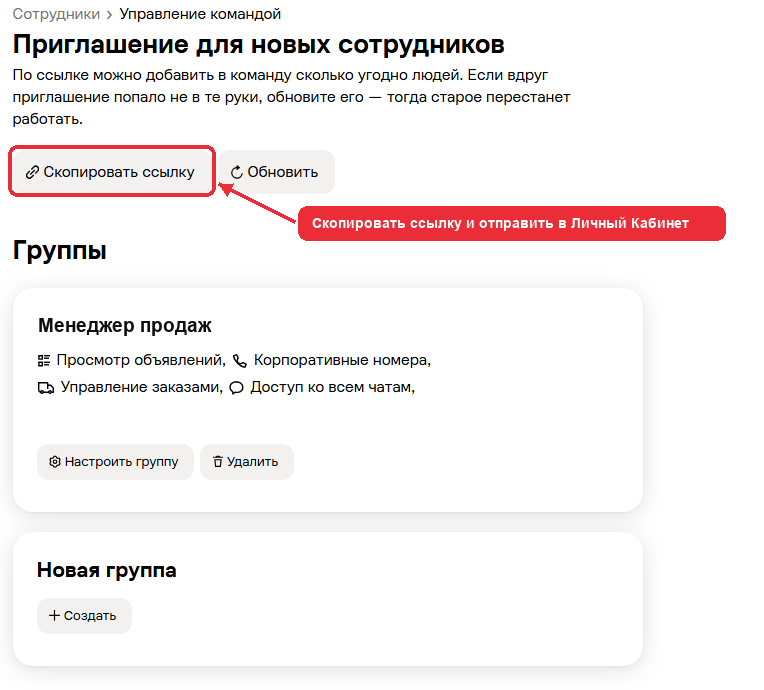 Сотрудники > Управление командой
Приглашение для новых сотрудников
По ссылке можно добавить в команду сколько угодно людей. Если вдруг
приглашение попало не в те руки, обновите его — тогда старое перестанет
работать.
Скопировать ссылку Обновить
Скопировать ссылку и отправить в Личный Кабинет
Группы
Менеджер продаж
Просмотр объявлений, Корпоративные номера,
Управление заказами, Доступ ко всем чатам,
Настроить группу Удалить
Новая группа
+ Создать